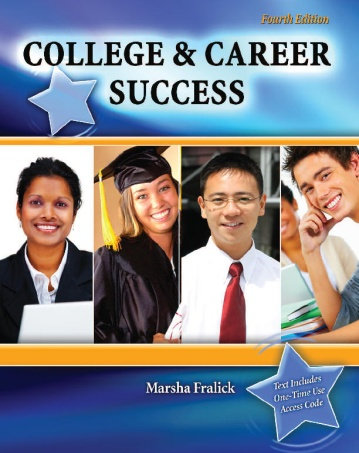 Fourth Edition
COLLEGE & CAREER
SUCCESS
Marsha Fralick
Text Includes
One-Time Use
Access Code